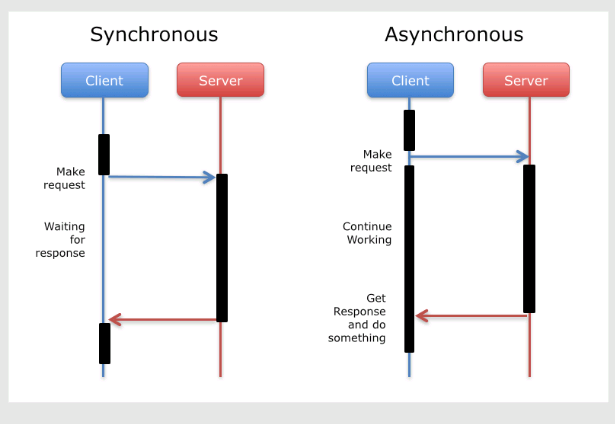 Synchronous
Asynchronous
Client
Server
Client
Server
Make
request
Waiting
for
response
Make
request
Continue
Working
Get
Response
and do
something